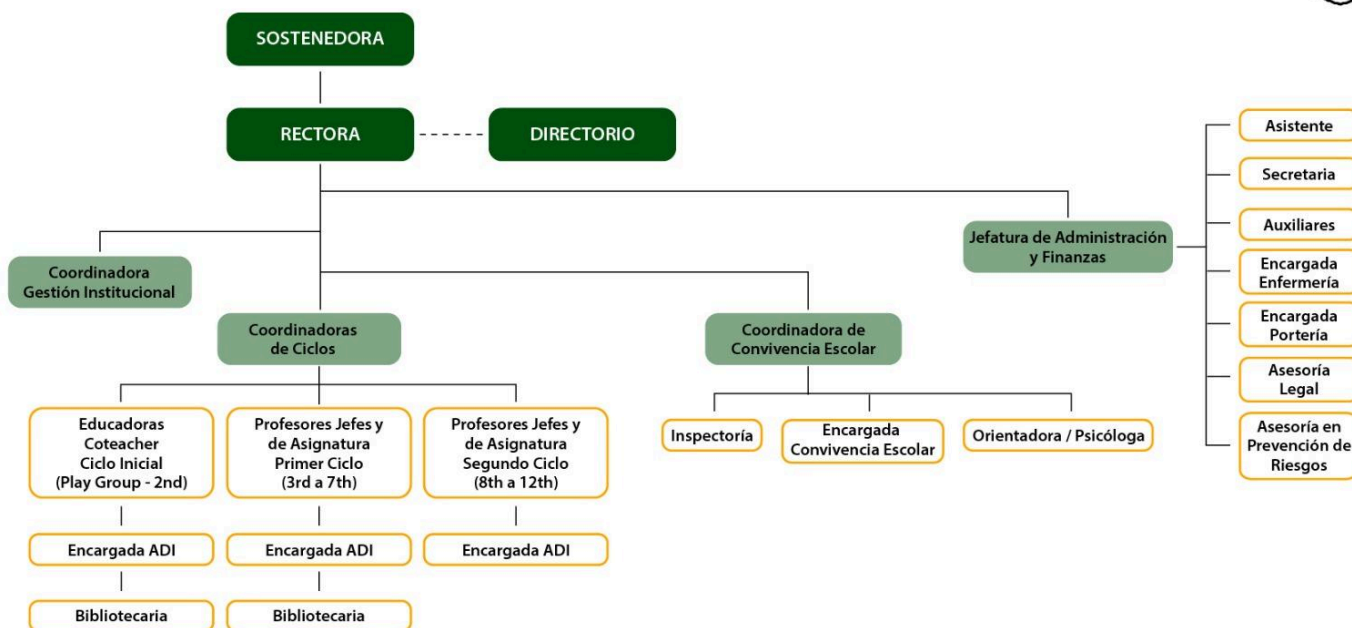 SOSTENEDORA
RECTORA
DIRECTORIO
Coordinadora
Gestión Institucional
Jefatura de Administración
y Finanzas
Asistente
Secretaria
Auxiliares
Encargada
Enfermería
Encargada
Portería
Asesoría
Legal
Asesoría en
Prevención de
Riesgos
Coordinadoras
de Ciclos
Coordinadora de
Convivencia Escolar
Educadoras
Coteacher
Ciclo Inicial
(Play Group - 2nd)
Profesores Jefes y
de Asignatura
Primer Ciclo
(3rd a 7th)
Profesores Jefes y
de Asignatura
Segundo Ciclo
(8th a 12th)
Inspectoría
Encargada
Convivencia Escolar
Orientadora / Psicóloga
Encargada ADI
Encargada ADI
Encargada ADI
Bibliotecaria
Bibliotecaria